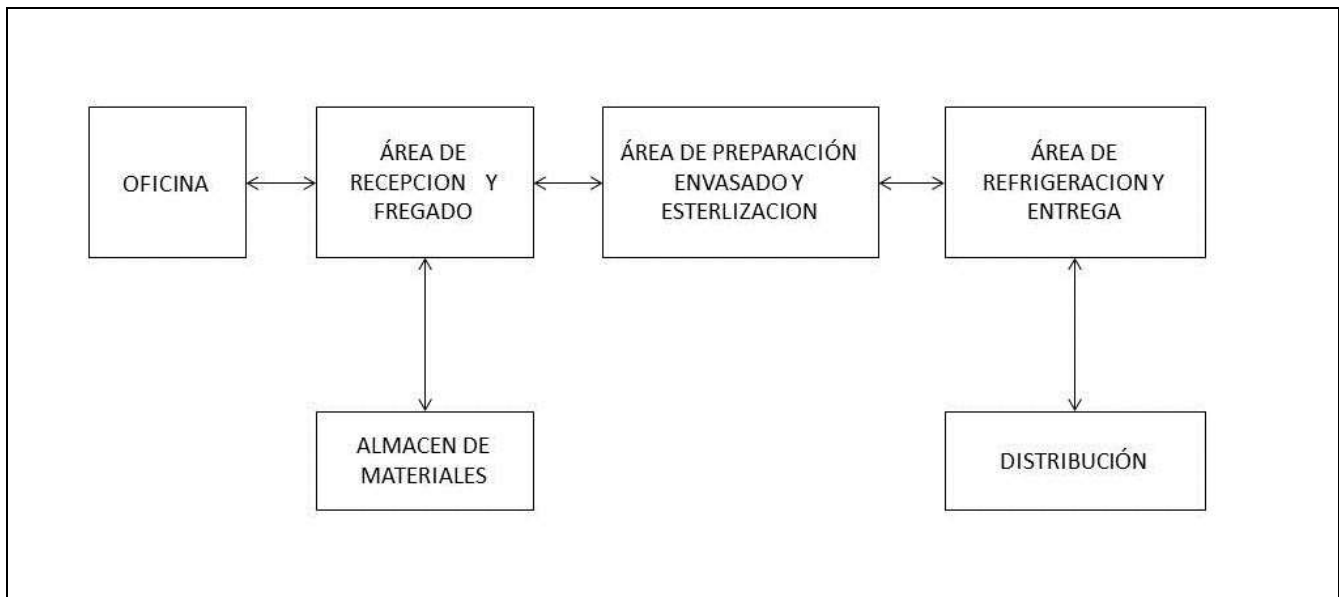 OFICINA
ÁREA DE
RECEPCION Y
FREGADO
ÁREA DE PREPARACIÓN
ENVASADO Y
ESTERLIZACION
ÁREA DE
REFRIGERACION Y
ENTREGA
ALMACEN DE
MATERIALES
DISTRIBUCIÓN